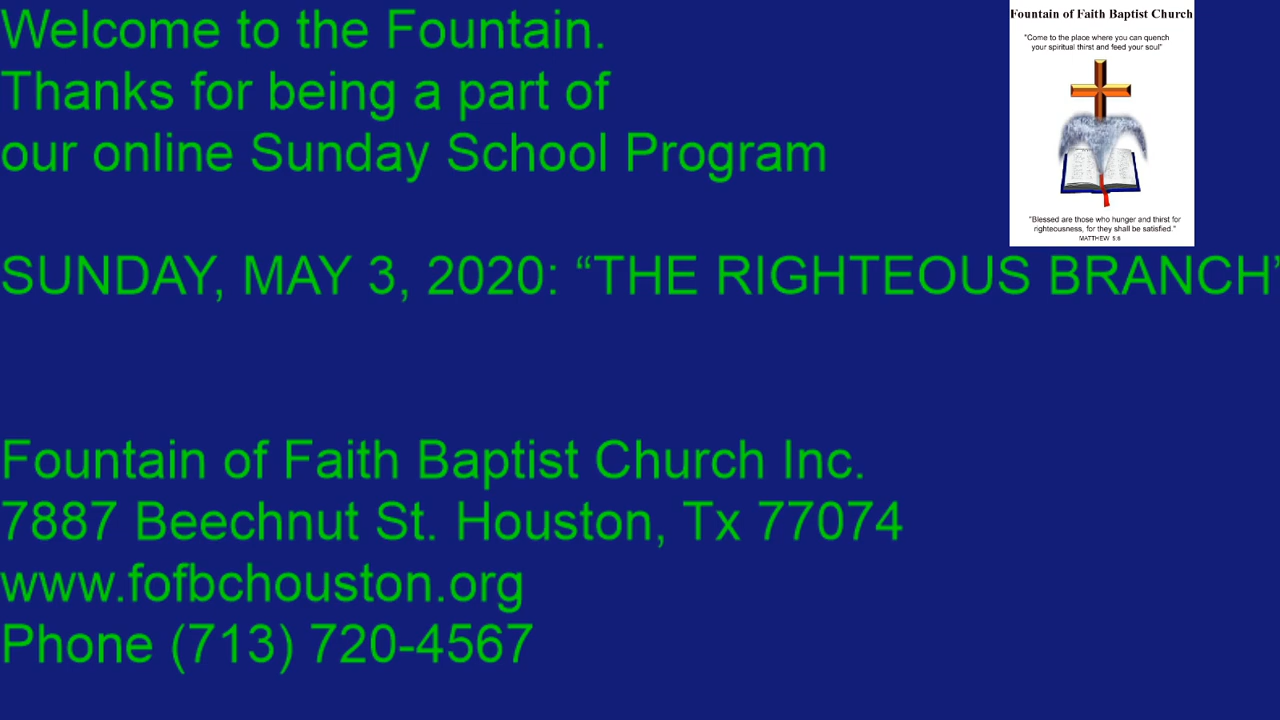 Welcome to the Fountain.
Thanks for being a part of
our online Sunday School Program
Fountain of Faith Baptist Church
"Come to the place where you can quench
your spiritual thirst and feed your soul"
"Blessed are those who hunger and thirst for
righteousness, for they shall be satisfied."
MATTHEW 5:6
SUNDAY, MAY 3, 2020: “THE RIGHTEOUS BRANCH”
Fountain of Faith Baptist Church Inc.
7887 Beechnut St. Houston, Tx 77074
www.fofbchouston.org
Phone (713) 720-4567